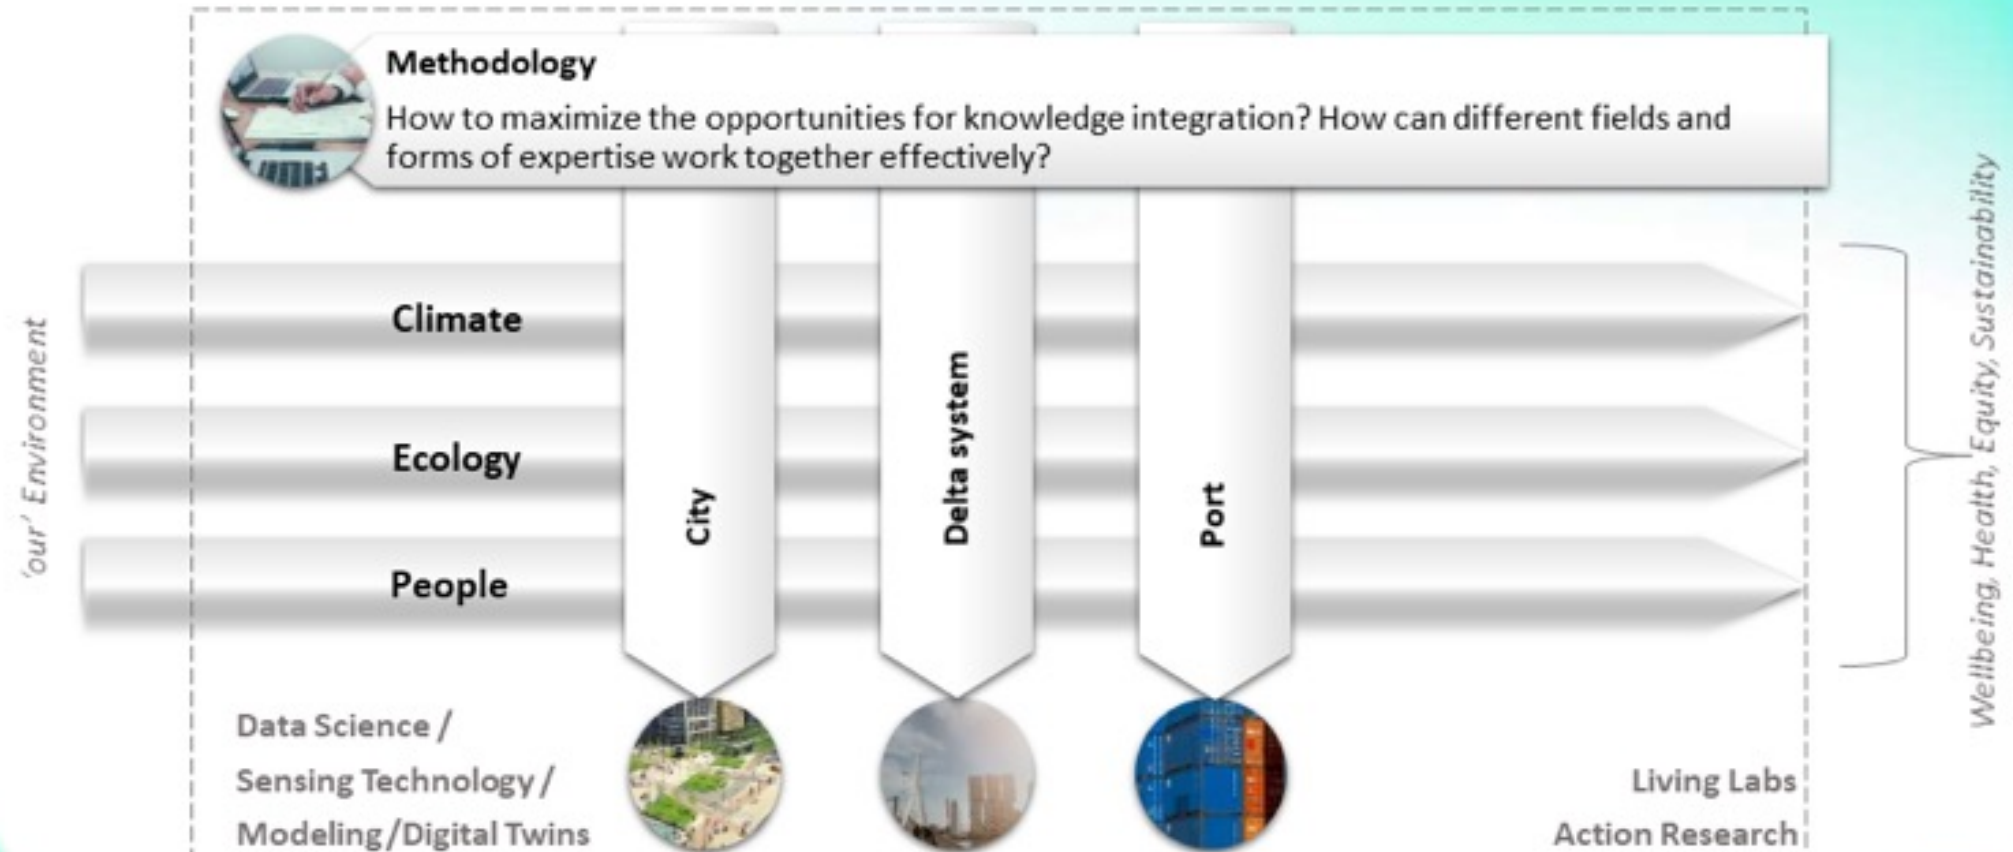 Methodology
How to maximize the opportunities for knowledge integration? How can different fields and
forms of expertise work together effectively?
'our' Environment
Climate
Ecology
People
City
Delta system
Port
Wellbeing, Health, Equity, Sustainability
Data Science /
Sensing Technology /
Modeling/Digital Twins
Living Labs
Action Research